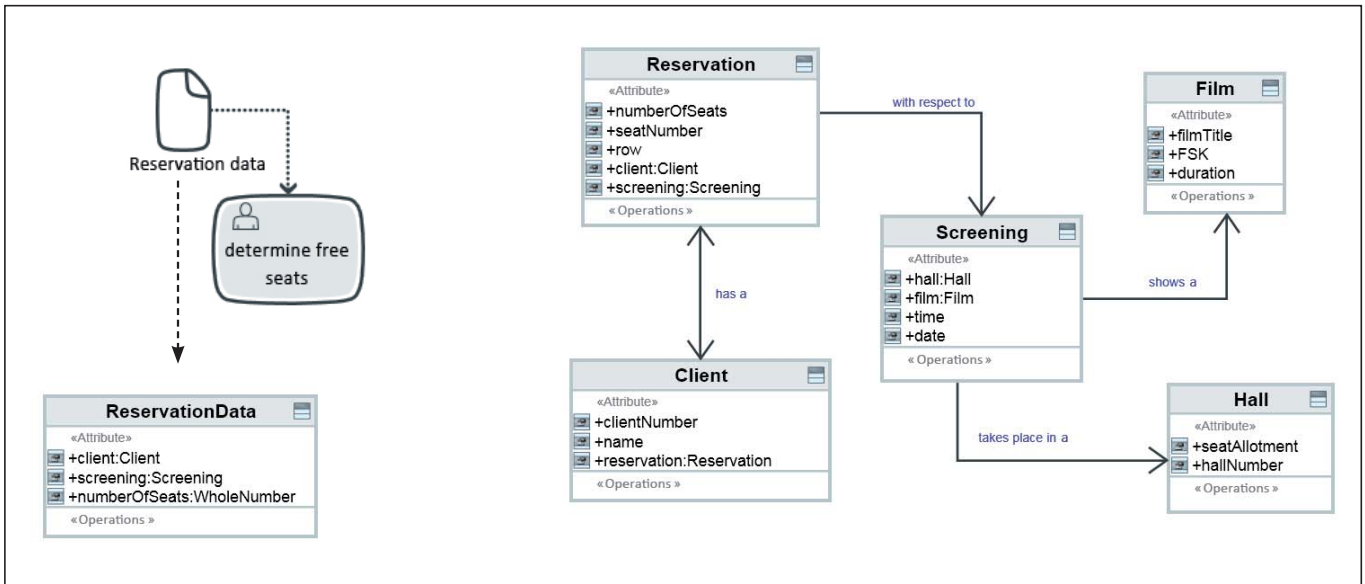 Reservation data
determine free
seats
ReservationData
«Attribute»
+client:Client
+screening:Screening
+numberOfSeats:WholeNumber
«Operations »
Reservation
«Attribute»
+numberOfSeats
+seatNumber
+row
+client:Client
+screening:Screening
«Operations »
has a
Client
«Attribute»
+clientNumber
+name
+reservation:Reservation
«Operations »
with respect to
Screening
«Attribute»
+hall:Hall
+film:Film
+time
+date
«Operations »
shows a
Film
«Attribute»
+filmTitle
+FSK
+duration
«Operations »
takes place in a
Hall
«Attribute»
+seatAllotment
+hallNumber
«Operations »